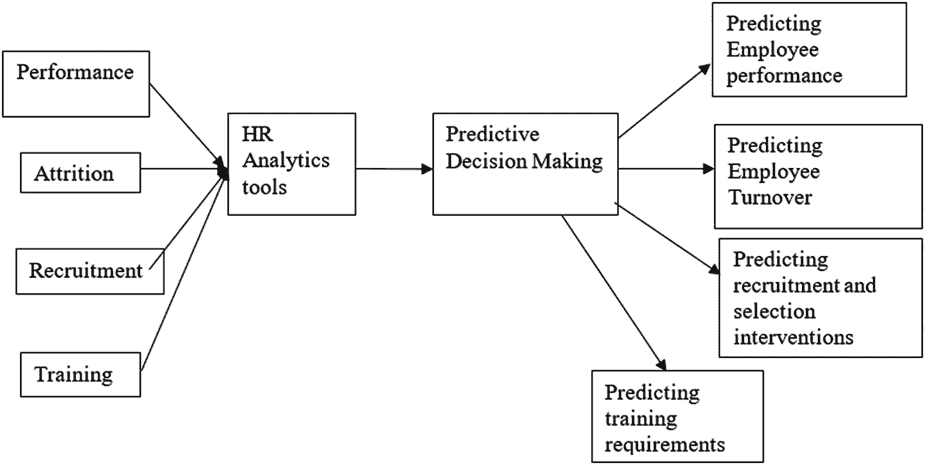 Performance
Attrition
Recruitment
Training
HR
Analytics
tools
Predictive
Decision Making
Predicting
Employee
performance
Predicting
Employee
Turnover
Predicting
recruitment and
selection
interventions
Predicting
training
requirements